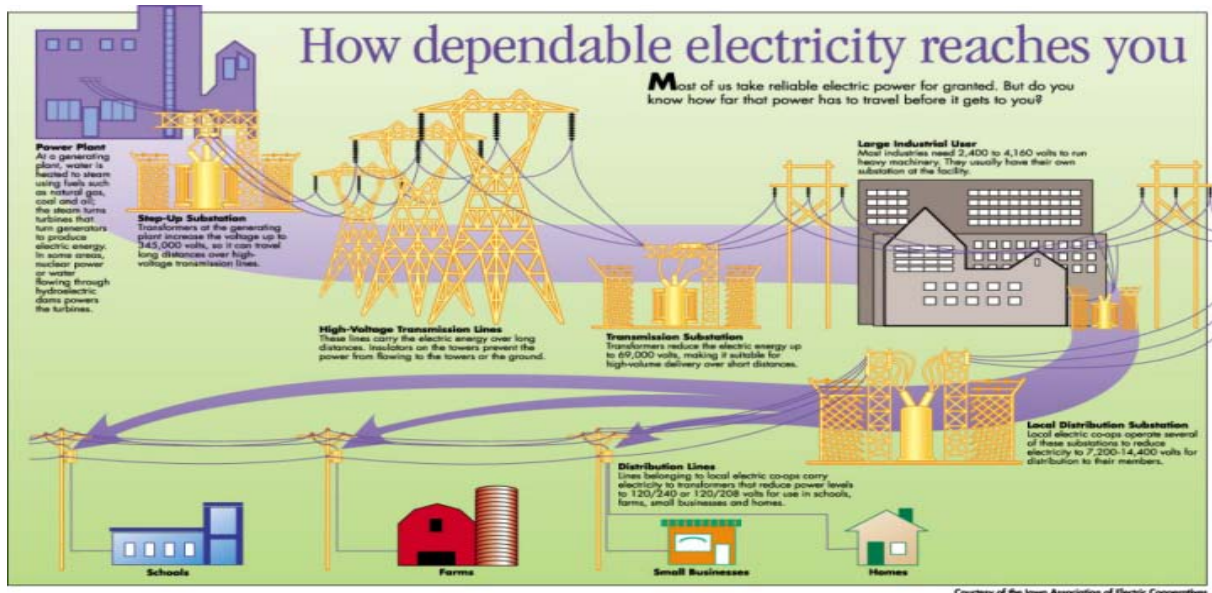 How dependable electricity reaches you
Most of us take reliable electric power for granted. But do you
know how far that power has to travel before it gets to you?
Power Plant
At a generating
plant, water is
heated to steam
using fuels such
as natural gas,
coal and oil;
the steam turns
turbines that
turn generators
to produce
electric energy.
In some areas,
nuclear power
or water
flowing through
hydroelectric
dams powers
the turbines.
Step-Up Substation
Transformers at the generating
plant increase the voltage up to
345,000 volts, so it can travel
long distances over high-
voltage transmission lines.
High-Voltage Transmission Lines
These lines carry the electric energy over long
distances. Insulators on the towers prevent the
power from flowing to the towers or the ground.
Transmission Substation
Transformers reduce the electric energy up
to 69,000 volts, making it suitable for
high-volume delivery over short distances.
Large Industrial User
Most industries need 2,400 to 4,160 volts to run
heavy machinery. They usually have their own
substation at the facility.
Local Distribution Substation
Local electric co-ops operate several
of these substations to reduce
electricity to 7,200-14,400 volts for
distribution to their members.
Distribution Lines
Lines belonging to local electric co-ops carry
electricity to transformers that reduce power levels
to 120/240 or 120/208 volts for use in schools,
farms, small businesses and homes.
Schools
Farms
Small Businesses
Homes
Courtesy of the Iowa Association of Electric Cooperatives